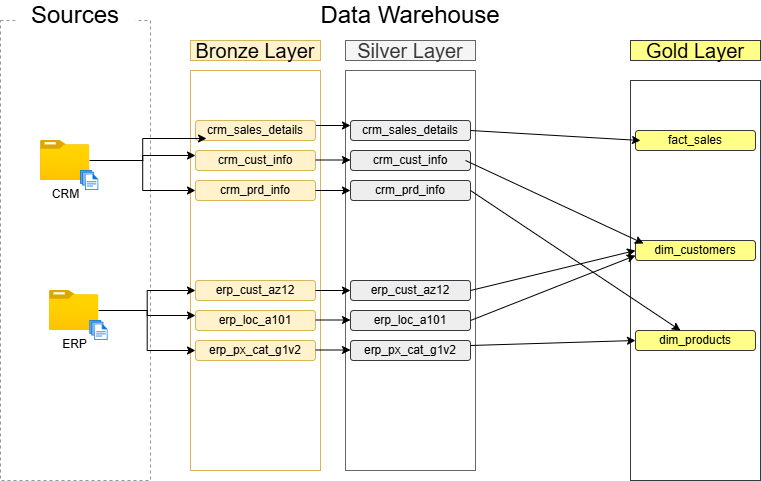 Sources
Data Warehouse
Bronze Layer
Silver Layer
Gold Layer
crm_sales_details
crm_sales_details
fact_sales
crm_cust_info
crm_cust_info
CRM
crm_prd_info
crm_prd_info
dim_customers
erp_cust_az12
erp_cust_az12
erp_loc_a101
erp_loc_a101
ERP
erp_px_cat_g1v2
erp_px_cat_g1v2
dim_products